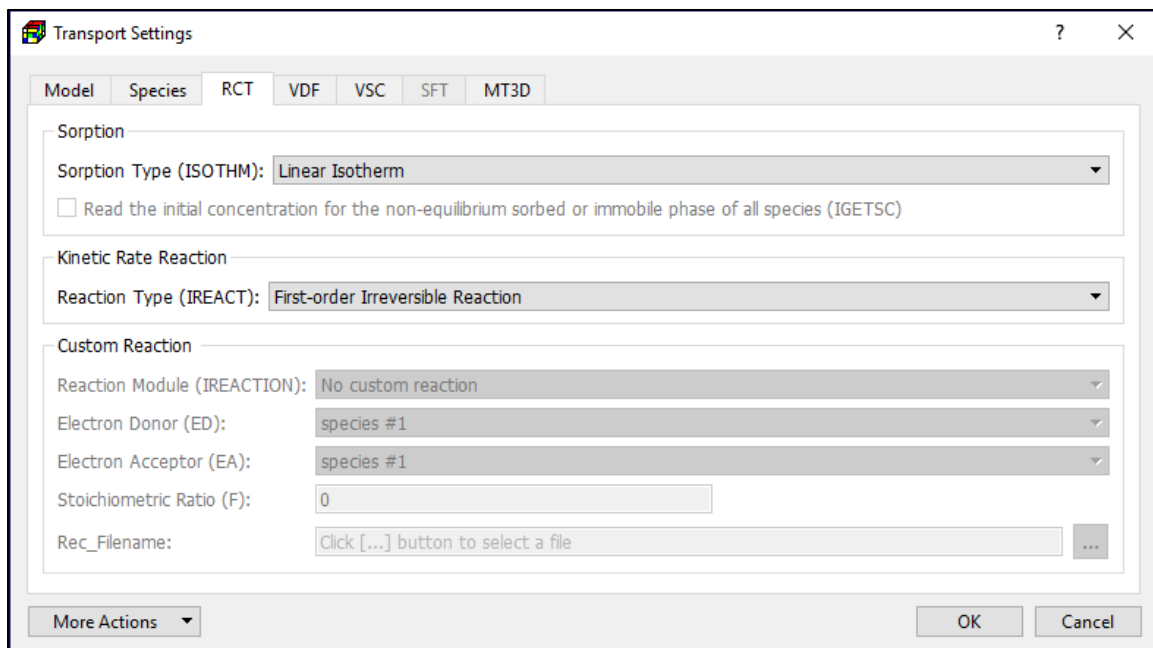 Transport Settings
?
Model Species RCT VDF VSC SFT MT3D
Sorption
Sorption Type (ISOTHM): Linear Isotherm
Read the initial concentration for the non-equilibrium sorbed or immobile phase of all species (IGETSC)
Kinetic Rate Reaction
Reaction Type (IREACT): First-order Irreversible Reaction
Custom Reaction
Reaction Module (IREACTION): No custom reaction
Electron Donor (ED): species #1
Electron Acceptor (EA): species #1
Stoichiometric Ratio (F): 0
Rec_Filename: Click [...] button to select a file ...
More Actions OK Cancel